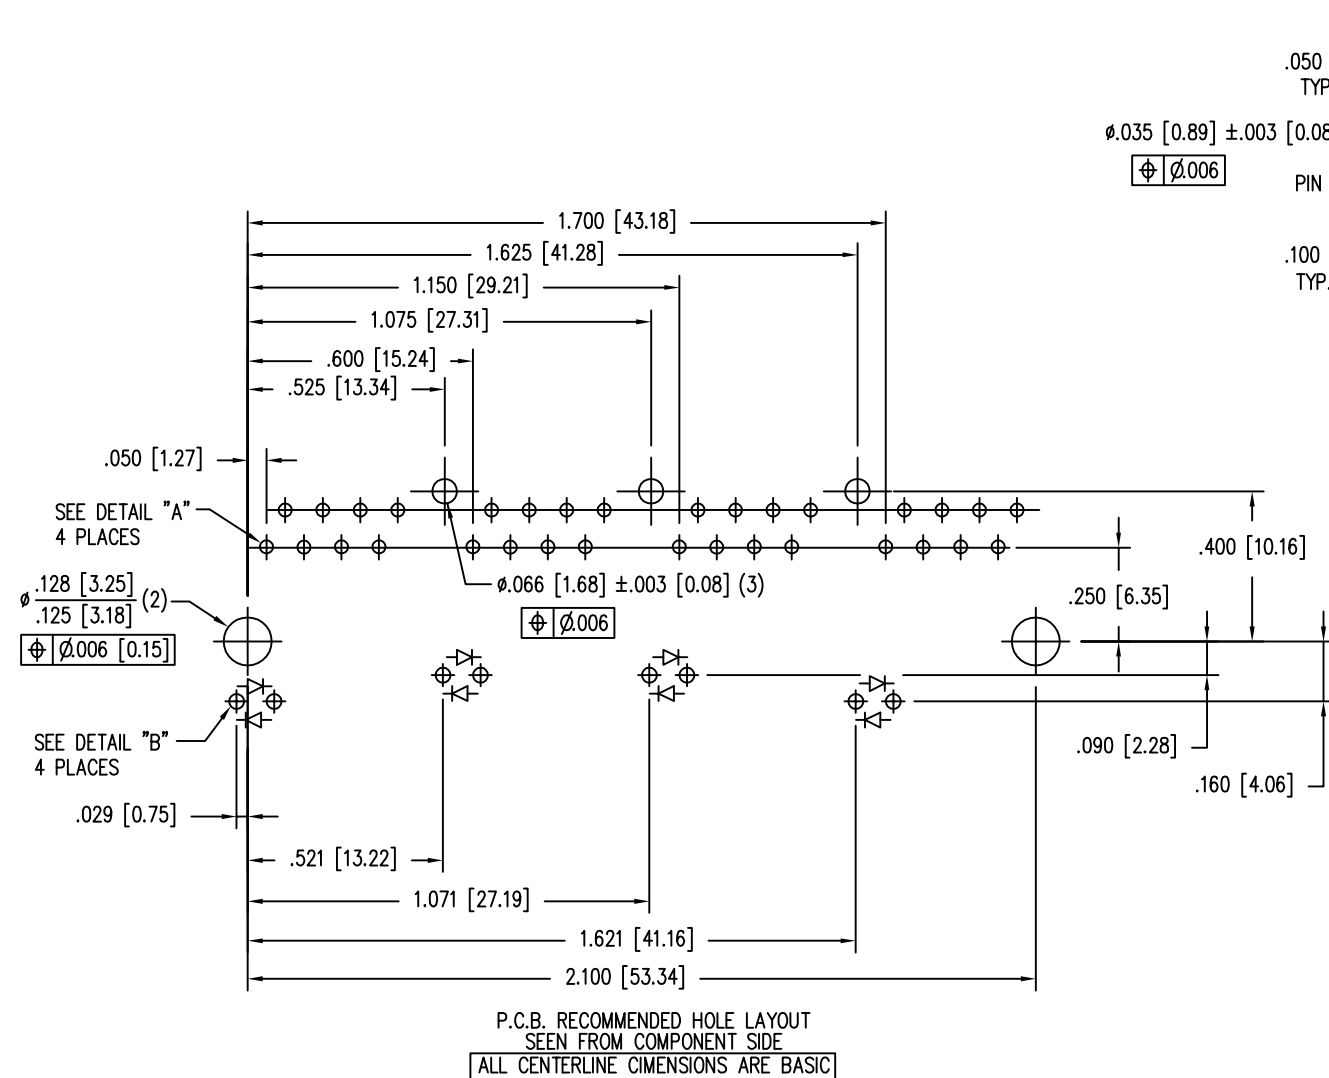 .050
TYP
ø.035 [0.89] ±.003 [0.08
⌖ Ø.006
PIN
.100
TYP.
1.700 [43.18]
1.625 [41.28]
1.150 [29.21]
1.075 [27.31]
.600 [15.24]
.525 [13.34]
.050 [1.27]
SEE DETAIL "A"
4 PLACES
ø .128 [3.25]
.125 [3.18] (2)
⌖ Ø.006 [0.15]
ø.066 [1.68] ±.003 [0.08] (3)
⌖ Ø.006
.400 [10.16]
.250 [6.35]
SEE DETAIL "B"
4 PLACES
.090 [2.28]
.160 [4.06]
.029 [0.75]
.521 [13.22]
1.071 [27.19]
1.621 [41.16]
2.100 [53.34]
P.C.B. RECOMMENDED HOLE LAYOUT
SEEN FROM COMPONENT SIDE
ALL CENTERLINE CIMENSIONS ARE BASIC